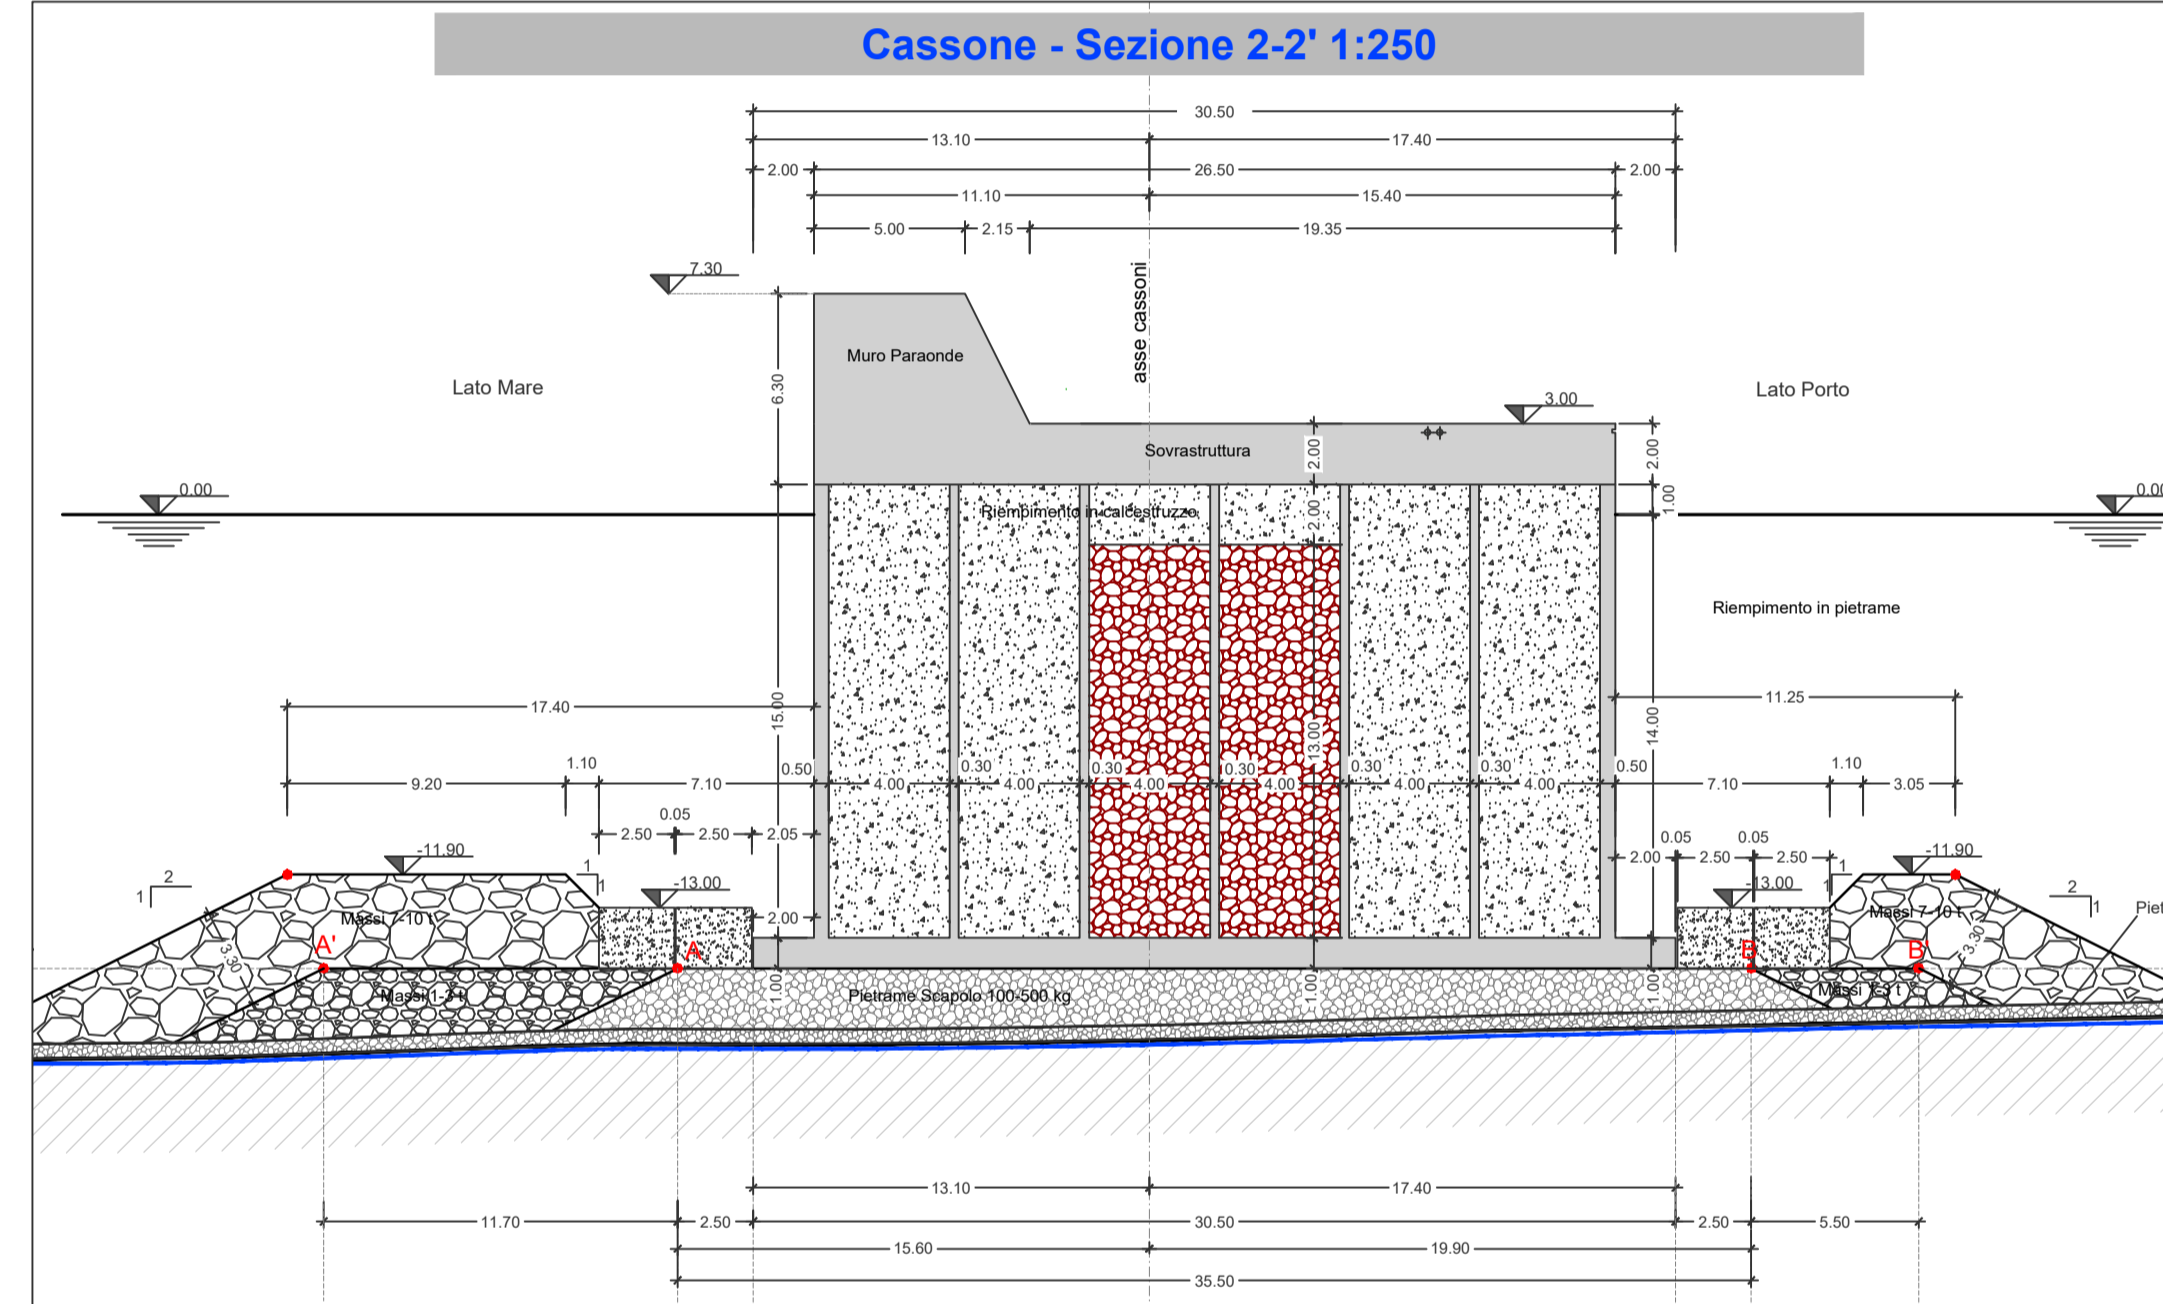 Cassone - Sezione 2-2' 1:250
30.50
13.10 17.40
2.00 26.50 2.00
11.10 15.40
5.00 2.15 19.35
asse cassoni
7.30
Muro Paraonde
6.30
Lato Mare
Lato Porto
3.00
Sovrastruttura
2.00 2.00
0.00 0.00
1.00
Riempimento in calcestruzzo
2.00
Riempimento in pietrame
17.40 15.00 11.25
13.00 14.00
1.10 0.50 0.30 0.30 0.30 0.30 0.30 0.50 1.10
9.20 7.10 4.00 4.00 4.00 4.00 4.00 4.00 7.10 3.05
0.05 0.05 0.05
2.50 2.50 2.05 2.00 2.50 2.50
-11.90 -11.90
2 1 1 1 1 1 2 1
-13.00 -13.00
Massi 7-10 t 2.00 Massi 7-10 t Piet
A' A B B'
3.30 3.30
Massi 1-3 t 1.00 Pietrame Scapolo 100-500 kg 1.00 1.00 Massi 1-3 t
13.10 17.40
11.70 2.50 30.50 2.50 5.50
15.60 19.90
35.50